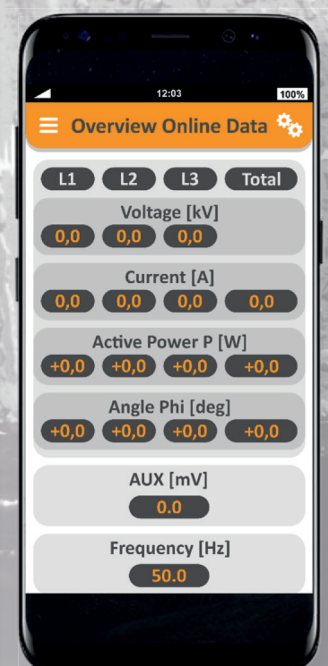 12:03 100%
Overview Online Data
L1 L2 L3 Total
Voltage [kV]
0,0 0,0 0,0
Current [A]
0,0 0,0 0,0 0,0
Active Power P [W]
+0,0 +0,0 +0,0 +0,0
Angle Phi [deg]
+0,0 +0,0 +0,0 +0,0
AUX [mV]
0.0
Frequency [Hz]
50.0